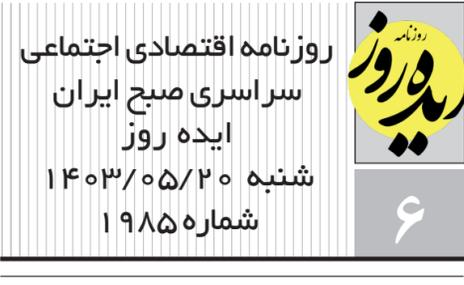 روزنامه اقتصادی اجتماعی
سراسری صبح ایران
ایده روز
شنبه ۱۴۰۳/۰۵/۲۰
شماره ۱۹۸۵
روزنامه
ایده روز
۶